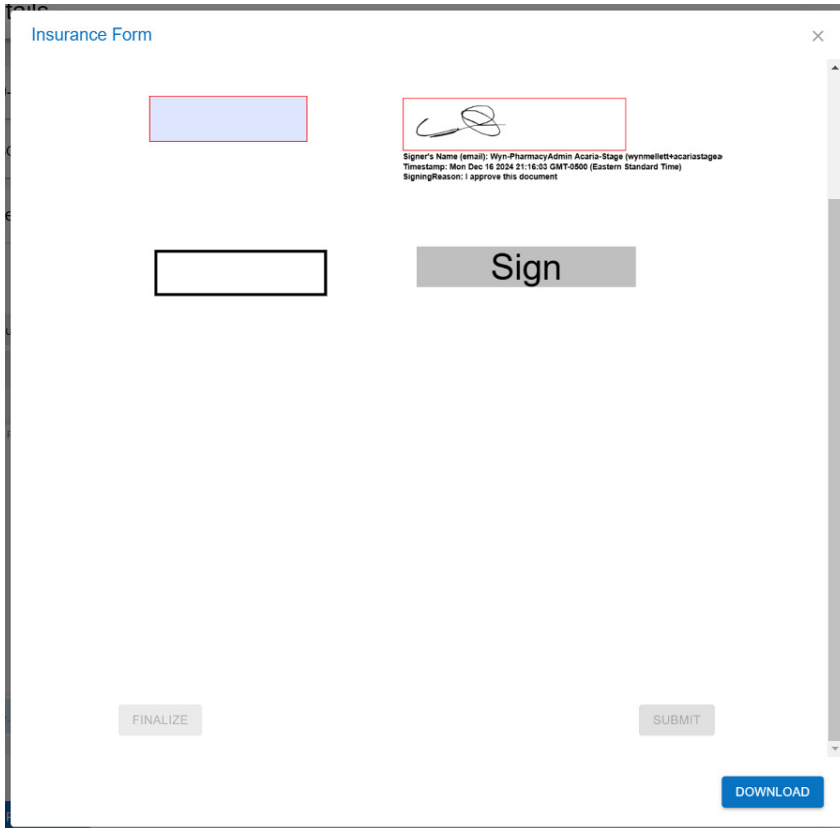 tails
Insurance Form
Signer's Name (email): Wyn-PharmacyAdmin Acaria-Stage (wynmellett+acariastagea
Timestamp: Mon Dec 16 2024 21:16:03 GMT-0500 (Eastern Standard Time)
SigningReason: I approve this document
Sign
FINALIZE
SUBMIT
DOWNLOAD